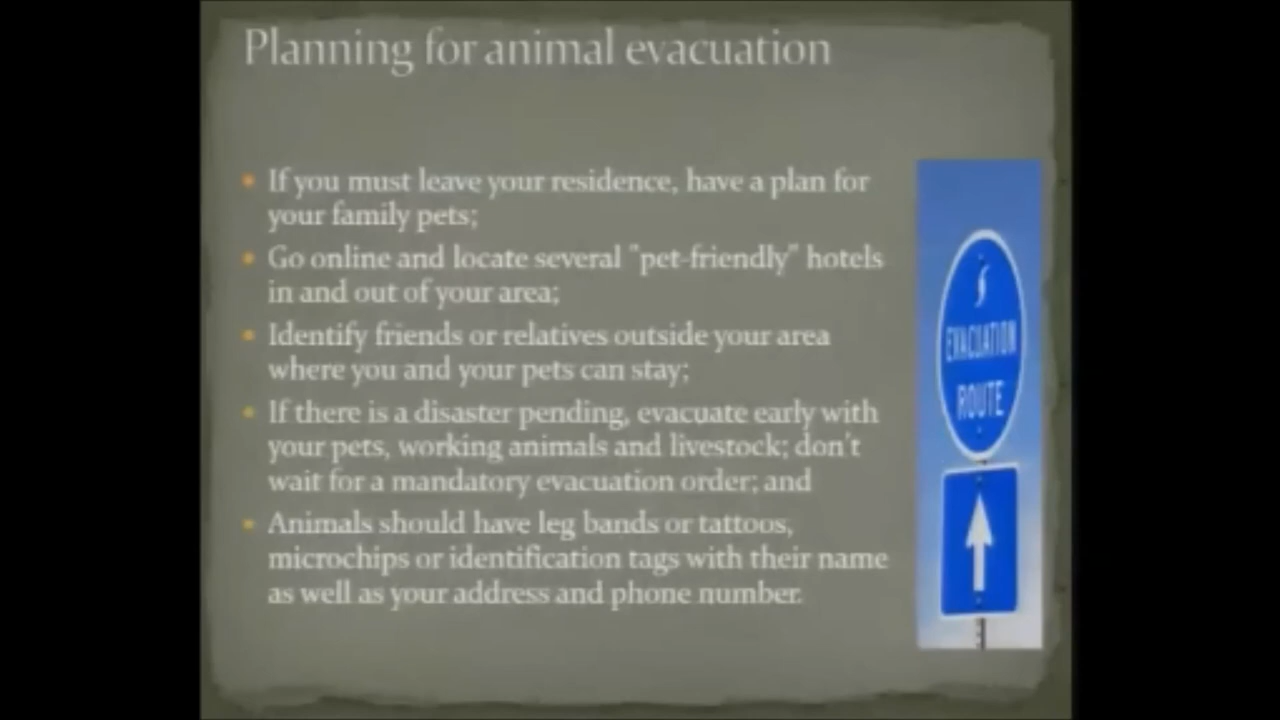 Planning for animal evacuation
If you must leave your residence, have a plan for
your family pets;
Go online and locate several "pet-friendly" hotels
in and out of your area;
Identify friends or relatives outside your area
where you and your pets can stay;
If there is a disaster pending, evacuate early with
your pets, working animals and livestock; don't
wait for a mandatory evacuation order; and
Animals should have leg bands or tattoos,
microchips or identification tags with their name
as well as your address and phone number.
EVACUATION
ROUTE